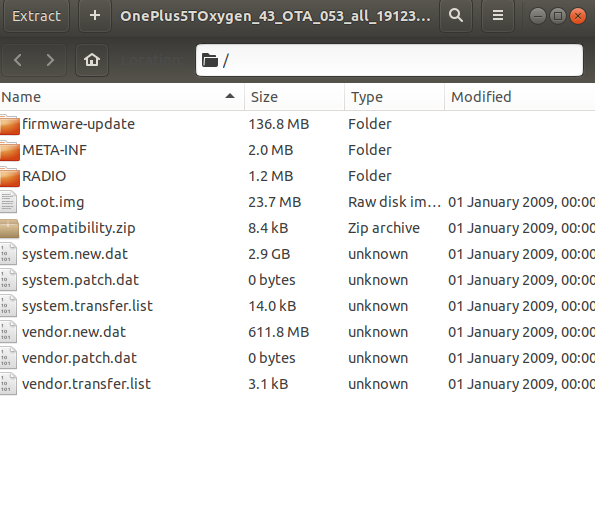 Extract + OnePlus5TOxygen_43_OTA_053_all_19123...
Location: /
Name Size Type Modified
firmware-update 136.8 MB Folder
META-INF 2.0 MB Folder
RADIO 1.2 MB Folder
boot.img 23.7 MB Raw disk im... 01 January 2009, 00:00
compatibility.zip 8.4 kB Zip archive 01 January 2009, 00:00
system.new.dat 2.9 GB unknown 01 January 2009, 00:00
system.patch.dat 0 bytes unknown 01 January 2009, 00:00
system.transfer.list 14.0 kB unknown 01 January 2009, 00:00
vendor.new.dat 611.8 MB unknown 01 January 2009, 00:00
vendor.patch.dat 0 bytes unknown 01 January 2009, 00:00
vendor.transfer.list 3.1 kB unknown 01 January 2009, 00:00